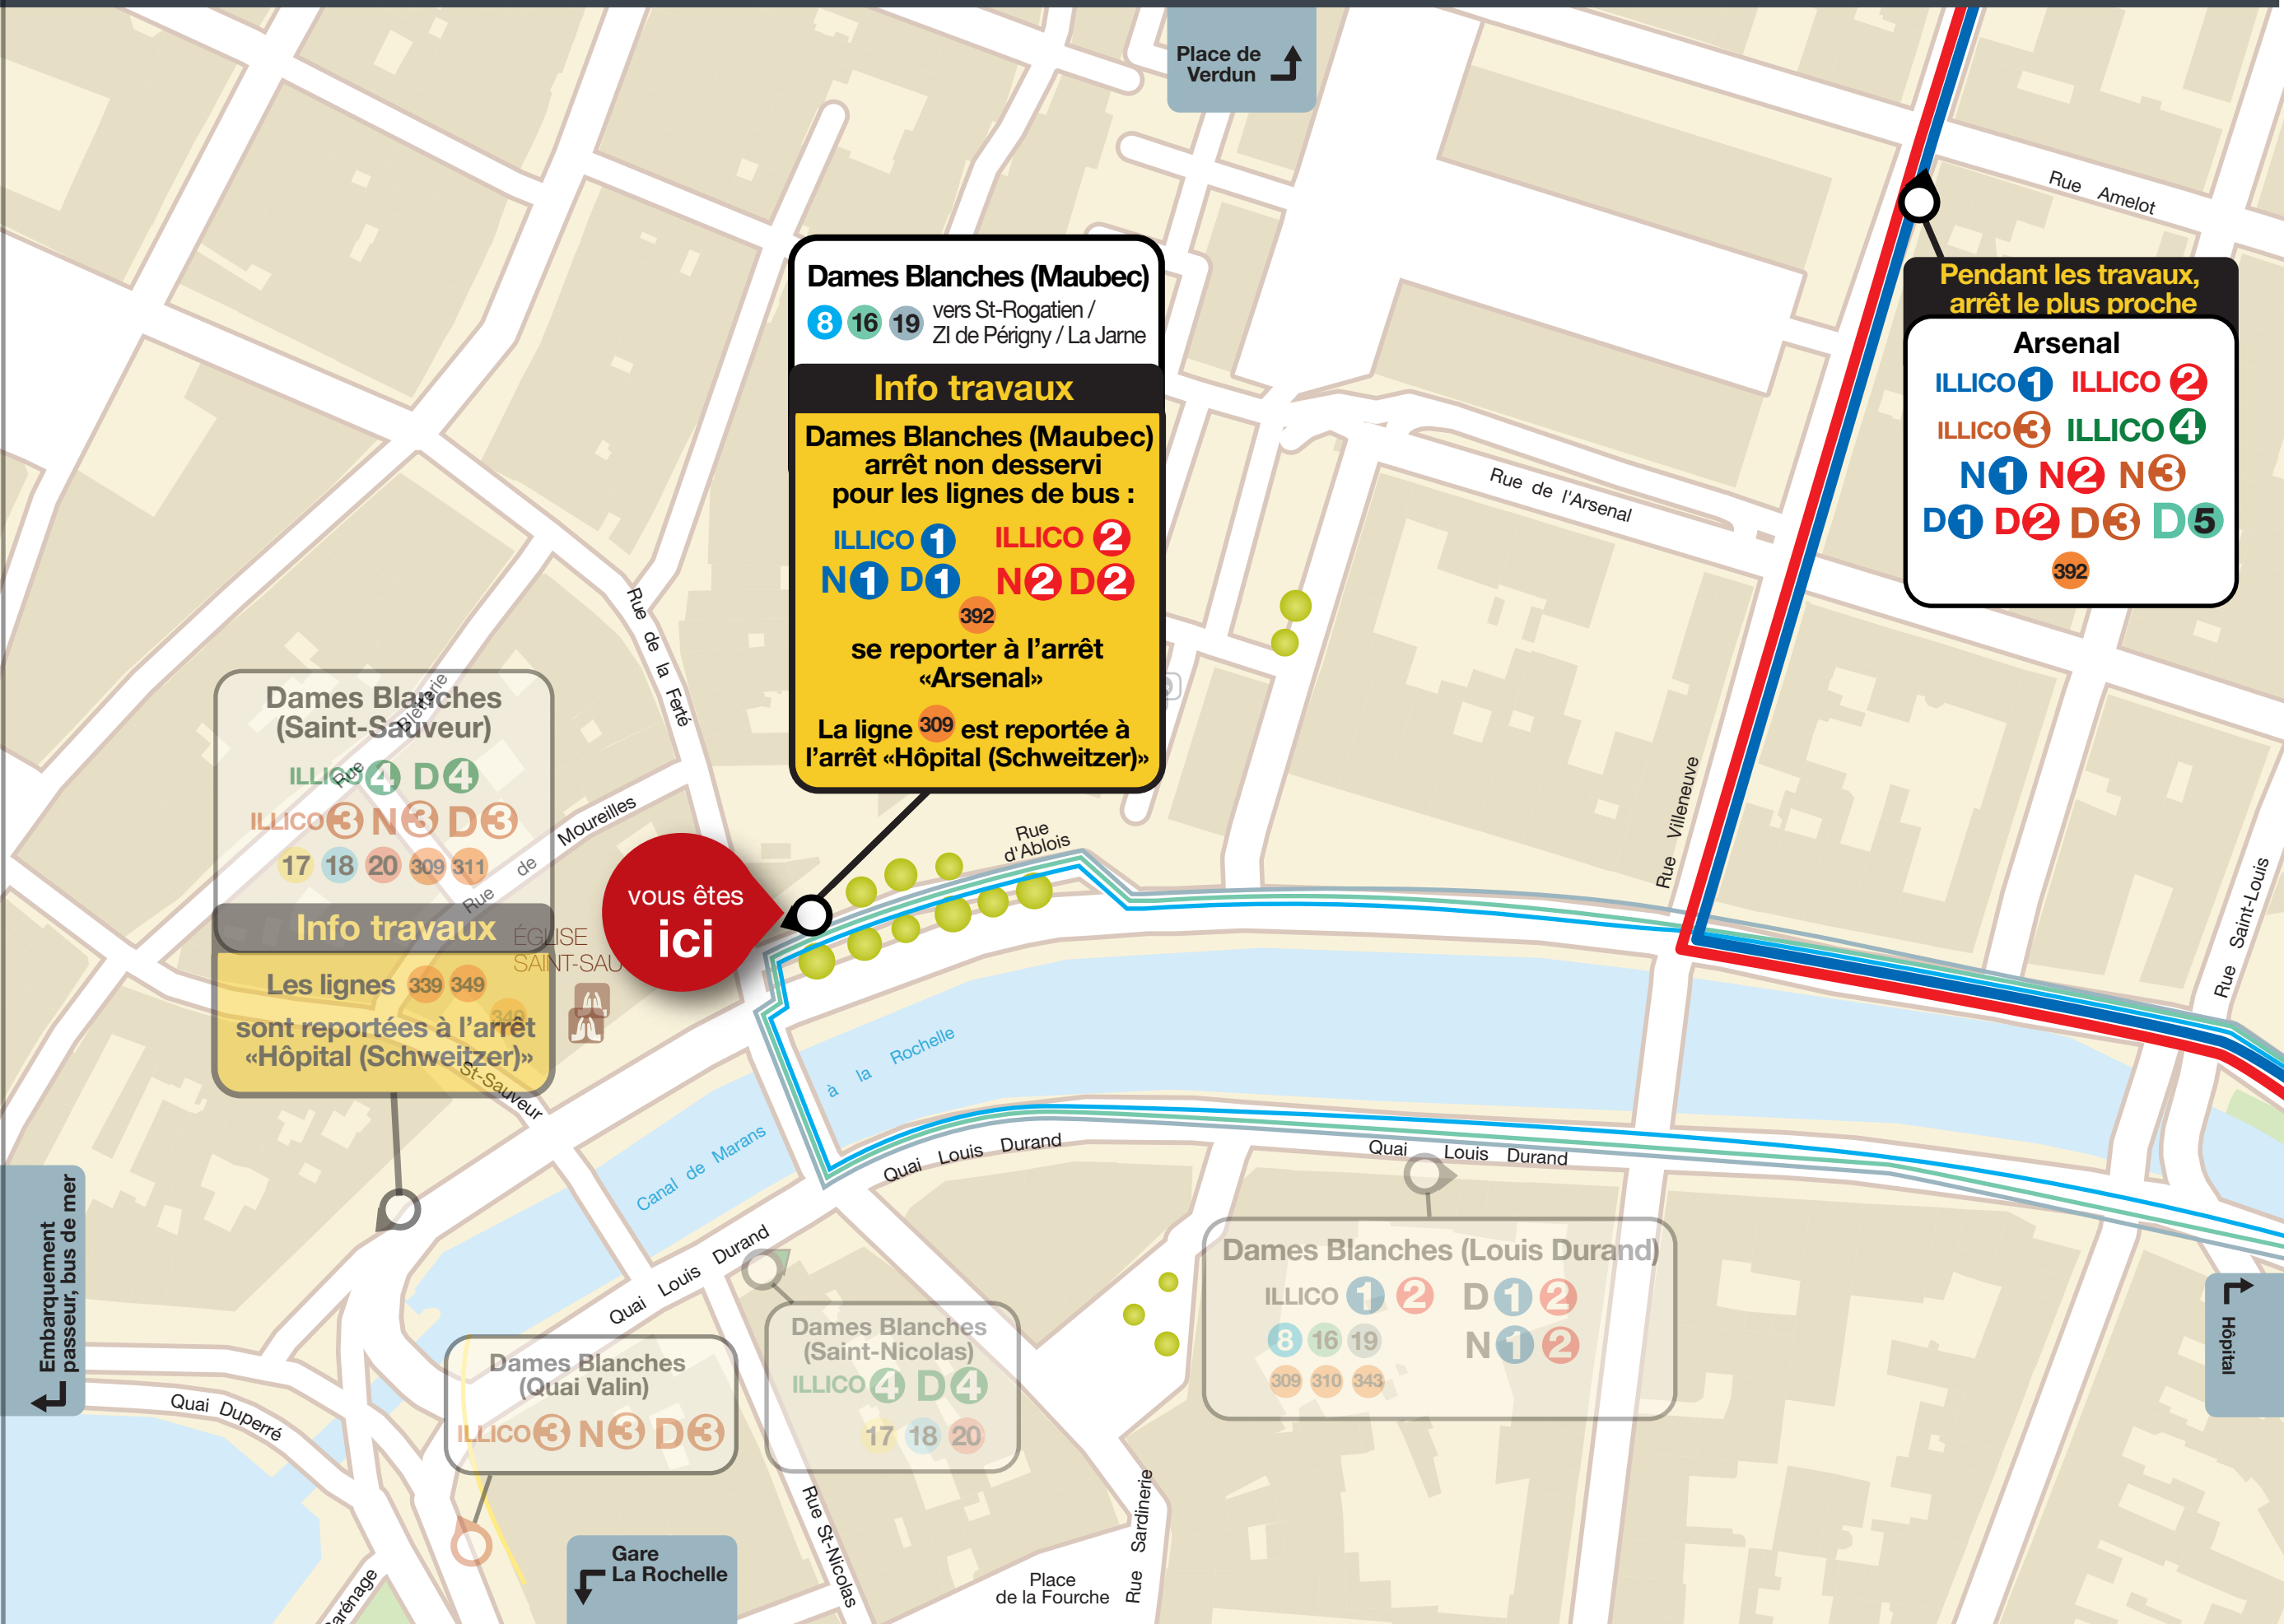 Place de
Verdun
Rue Amelot
Pendant les travaux,
arrêt le plus proche
Arsenal
ILLICO 1 ILLICO 2
ILLICO 3 ILLICO 4
N1 N2 N3
D1 D2 D3 D5
392
Dames Blanches (Maubec)
8 16 19 vers St-Rogatien /
ZI de Périgny / La Jarne
Info travaux
Dames Blanches (Maubec)
arrêt non desservi
pour les lignes de bus :
ILLICO 1 ILLICO 2
N1 D1 N2 D2
392
se reporter à l’arrêt
«Arsenal»
La ligne 309 est reportée à
l’arrêt «Hôpital (Schweitzer)»
Rue de l'Arsenal
Rue de la Ferté
Rue Villeneuve
Rue Saint-Louis
Rue
d'Ablois
Dames Blanches
(Saint-Sauveur)
ILLICO 4 D4
ILLICO 3 N3 D3
17 18 20 309 311
Info travaux
Les lignes 339 349
349
sont reportées à l’arrêt
«Hôpital (Schweitzer)»
Rue Bletterie
Rue de Moureilles
ÉGLISE
SAINT-SAU
St-Sauveur
vous êtes
ici
Canal de Marans
à la Rochelle
Quai Louis Durand
Quai Louis Durand
Quai Louis Durand
Dames Blanches (Louis Durand)
ILLICO 1 2 D 1 2
8 16 19 N 1 2
309 310 343
Dames Blanches
(Saint-Nicolas)
ILLICO 4 D4
17 18 20
Dames Blanches
(Quai Valin)
ILLICO 3 N3 D3
Embarquement
passeur, bus de mer
Quai Duperré
Hôpital
Gare
La Rochelle
Rue St-Nicolas
Rue Sardinerie
Place
de la Fourche
arénage